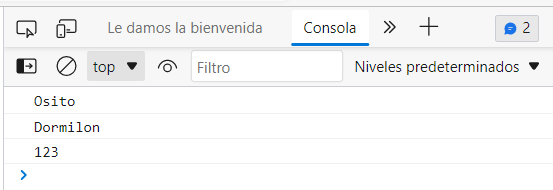 Le damos la bienvenida Consola 2
top Filtro Niveles predeterminados
Osito
Dormilon
123